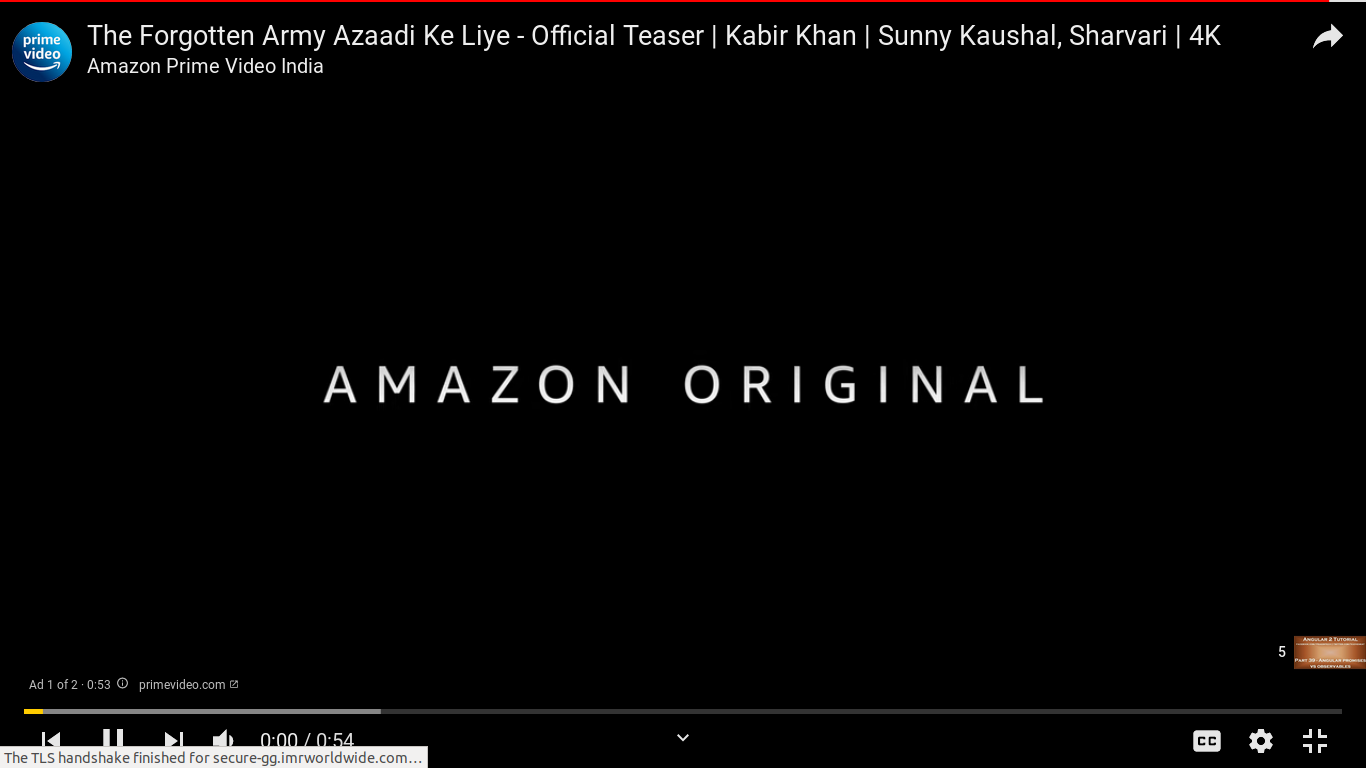 prime
video
The Forgotten Army Azaadi Ke Liye - Official Teaser | Kabir Khan | Sunny Kaushal, Sharvari | 4K
Amazon Prime Video India
AMAZON ORIGINAL
5
Angular 2 Tutorial
Part 39 - Angular promises
vs observables
Ad 1 of 2 · 0:53
primevideo.com
0:00 / 0:54
CC
The TLS handshake finished for secure-gg.imrworldwide.com…